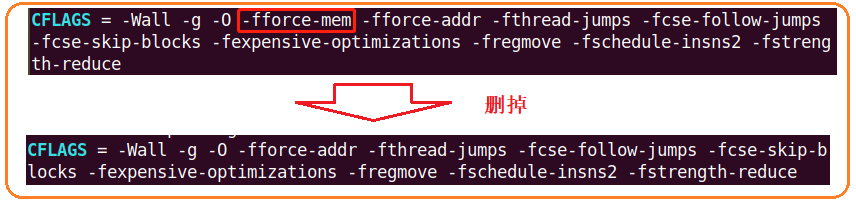 CFLAGS = -Wall -g -O -fforce-mem -fforce-addr -fthread-jumps -fcse-follow-jumps
-fcse-skip-blocks -fexpensive-optimizations -fregmove -fschedule-insns2 -fstreng
th-reduce
删掉
CFLAGS = -Wall -g -O -fforce-addr -fthread-jumps -fcse-follow-jumps -fcse-skip-b
locks -fexpensive-optimizations -fregmove -fschedule-insns2 -fstrength-reduce